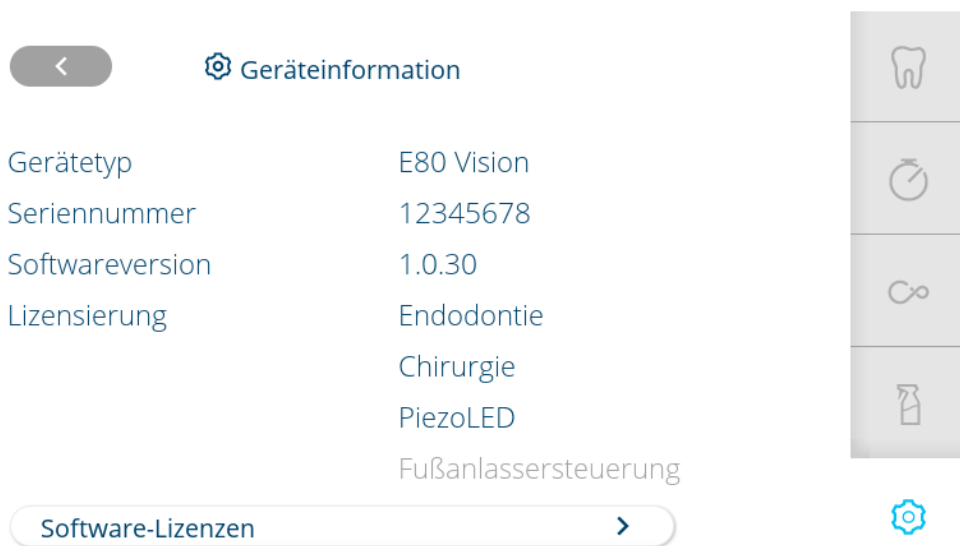 Geräteinformation
Gerätetyp E80 Vision
Seriennummer 12345678
Softwareversion 1.0.30
Lizensierung Endodontie
Chirurgie
PiezoLED
Fußanlassersteuerung
Software-Lizenzen